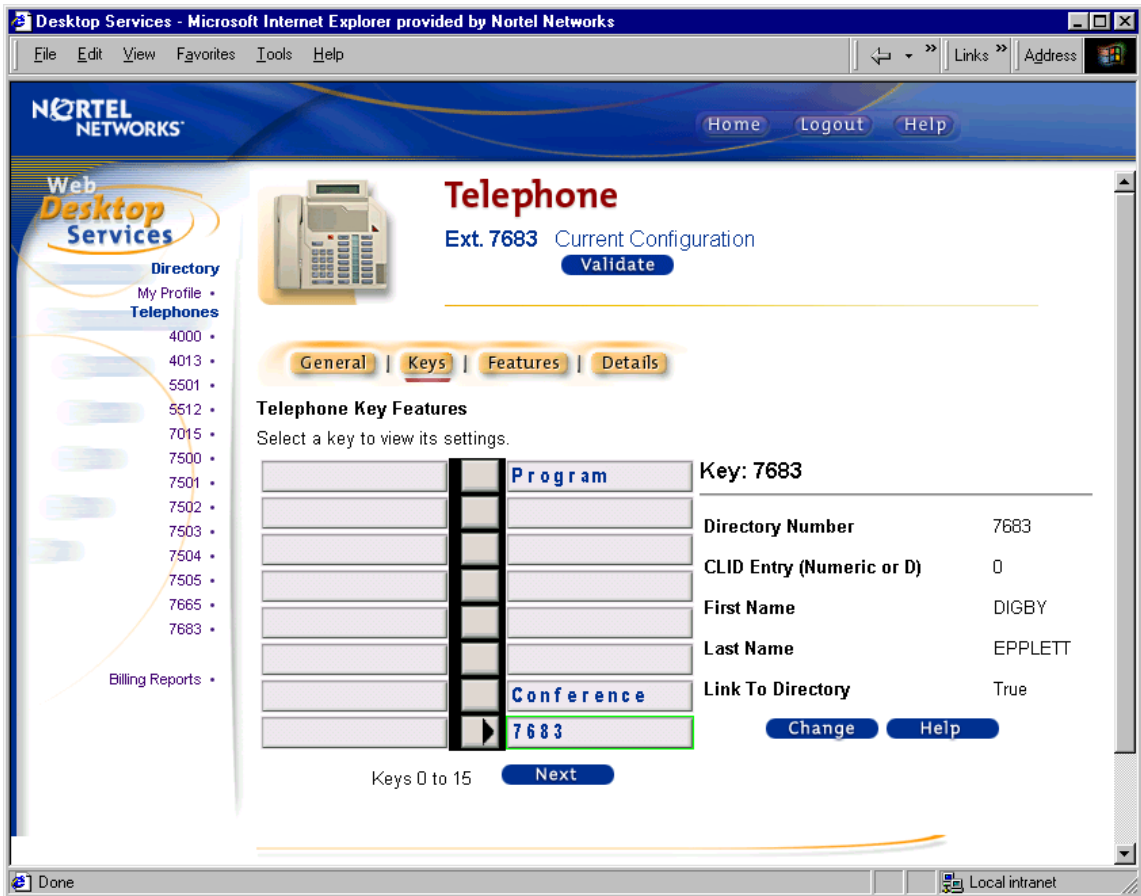 Desktop Services - Microsoft Internet Explorer provided by Nortel Networks
File Edit View Favorites Tools Help
Links » Address
NORTEL
NETWORKS
Home Logout Help
Web
Desktop
Services
Directory
My Profile •
Telephones
4000 •
4013 •
5501 •
5512 •
7015 •
7500 •
7501 •
7502 •
7503 •
7504 •
7505 •
7665 •
7683 •
Billing Reports •
Telephone
Ext. 7683 Current Configuration
Validate
General | Keys | Features | Details
Telephone Key Features
Select a key to view its settings.
Program
Conference
7683
Keys 0 to 15 Next
Key: 7683
Directory Number 7683
CLID Entry (Numeric or D) 0
First Name DIGBY
Last Name EPPLETT
Link To Directory True
Change Help
Done Local intranet